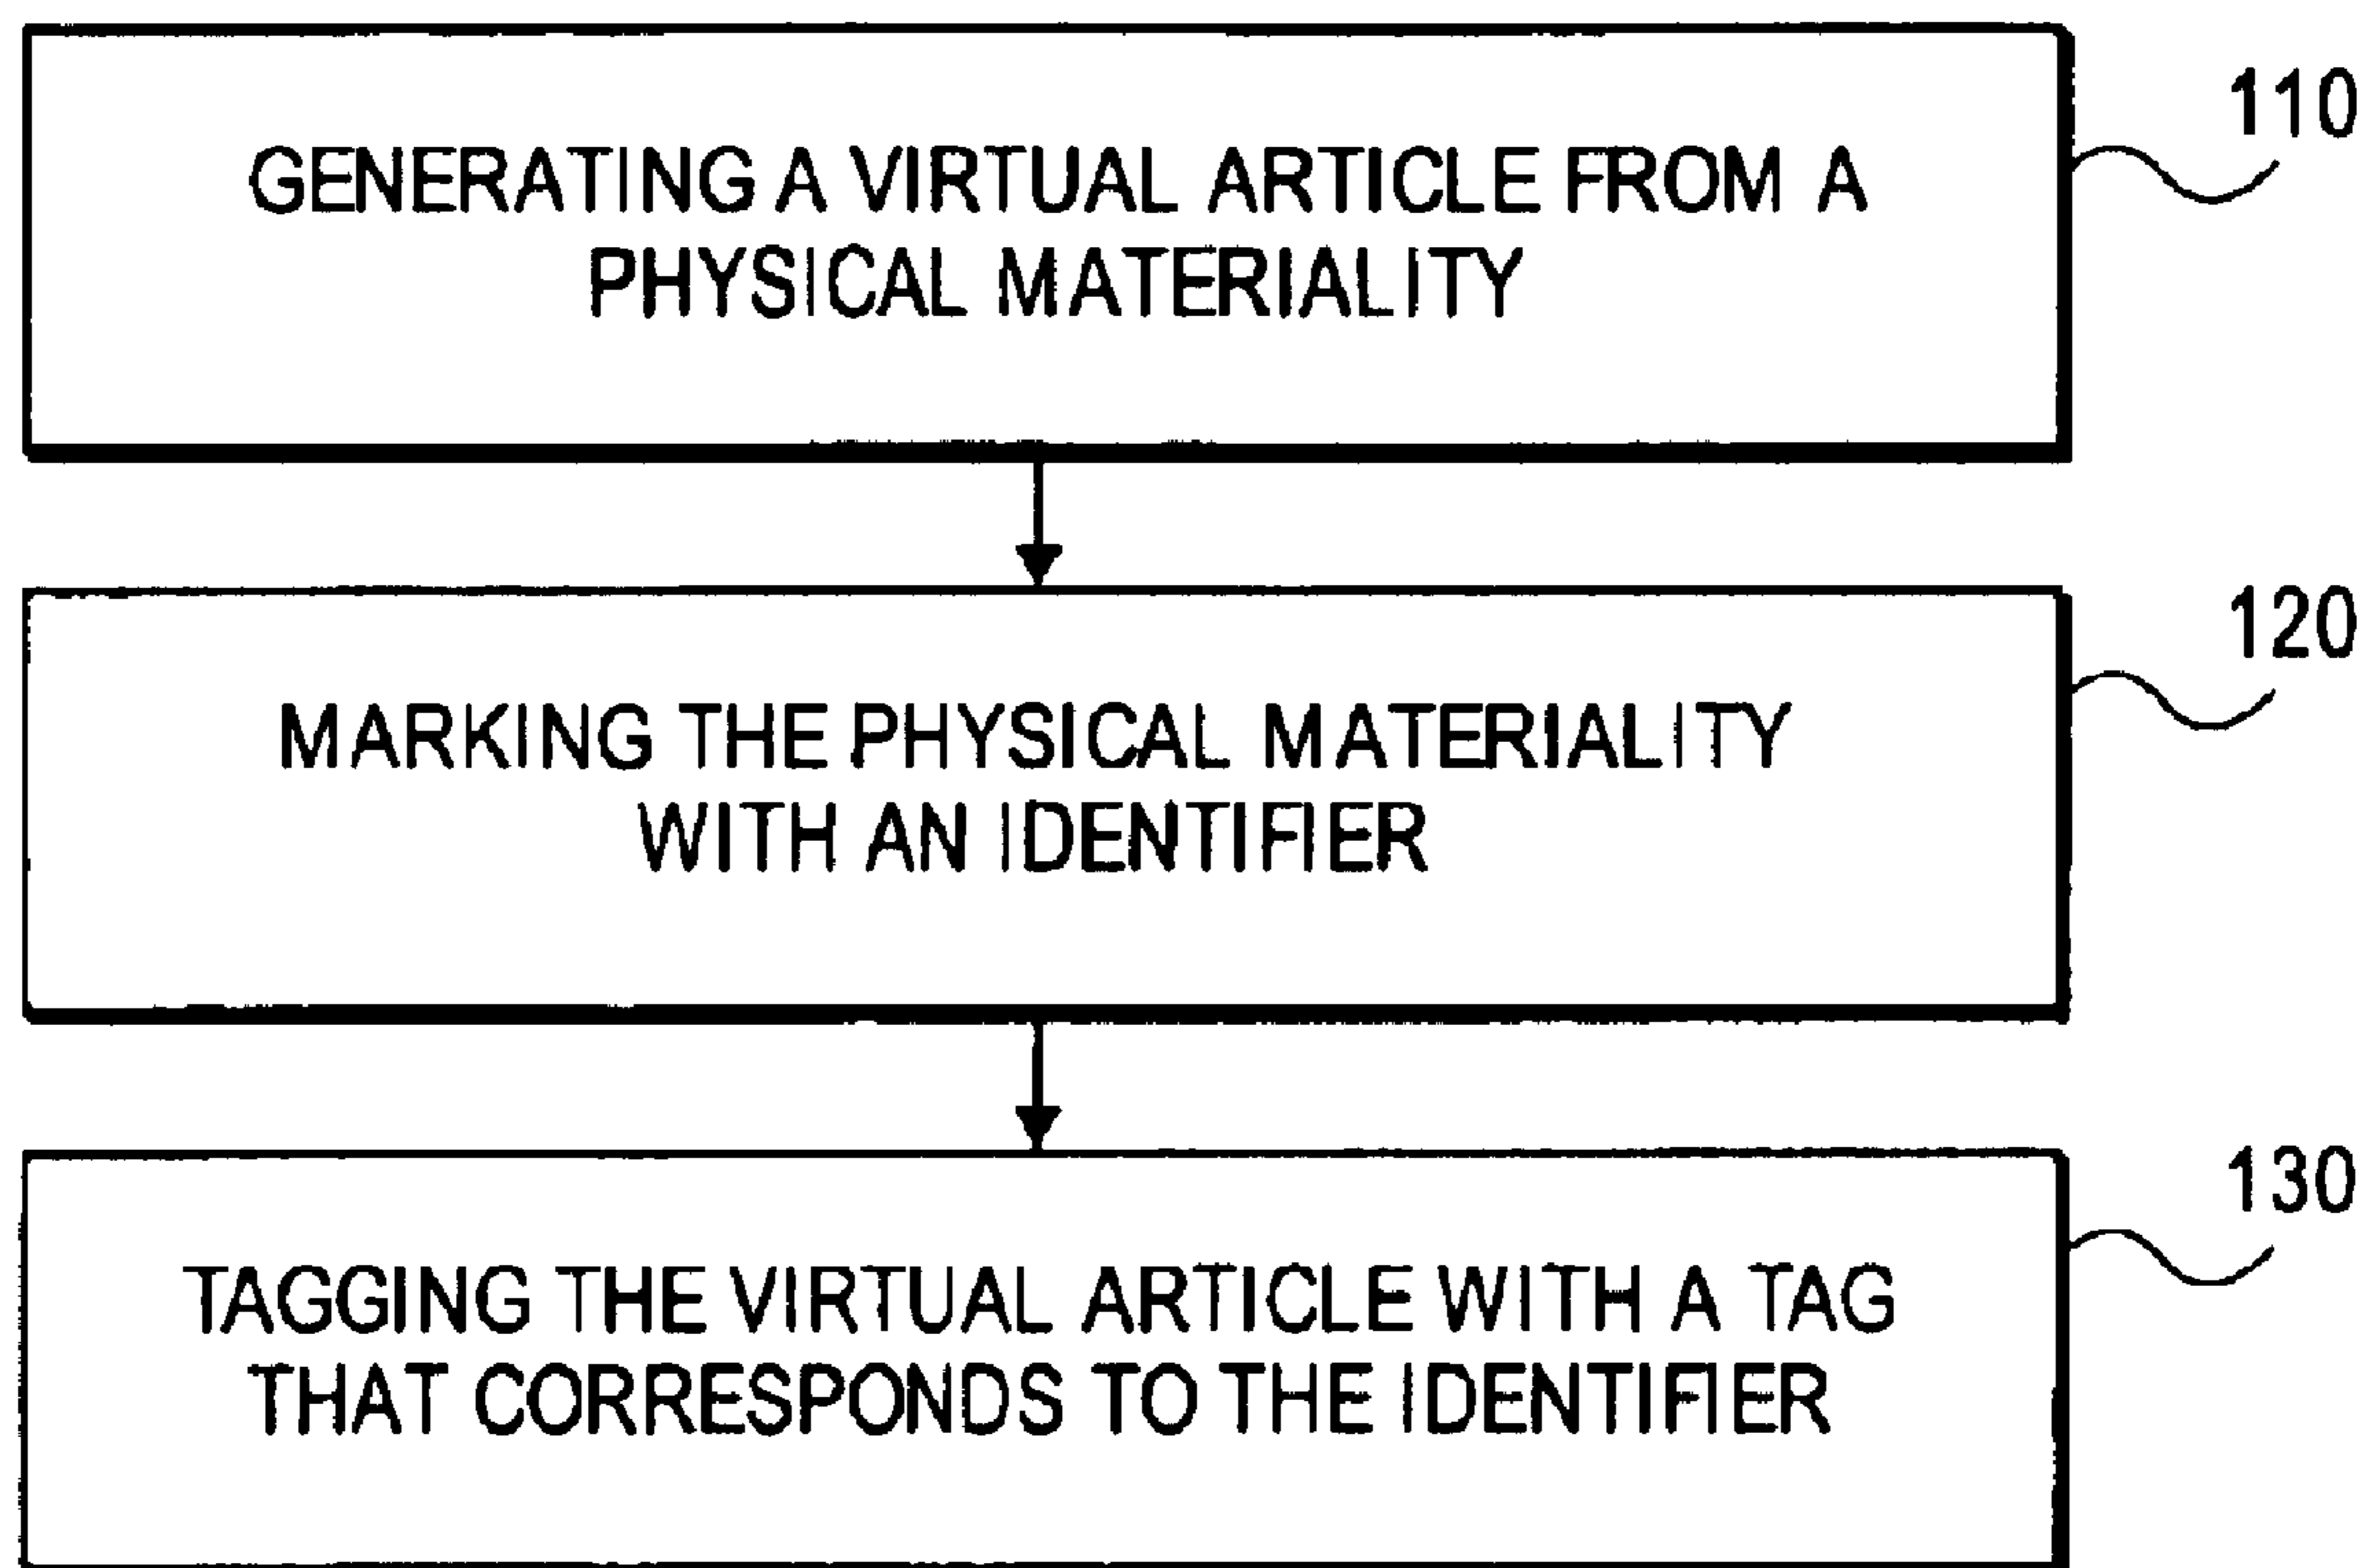 110
GENERATING A VIRTUAL ARTICLE FROM A
PHYSICAL MATERIALITY
120
MARKING THE PHYSICAL MATERIALITY
WITH AN IDENTIFIER
130
TAGGING THE VIRTUAL ARTICLE WITH A TAG
THAT CORRESPONDS TO THE IDENTIFIER